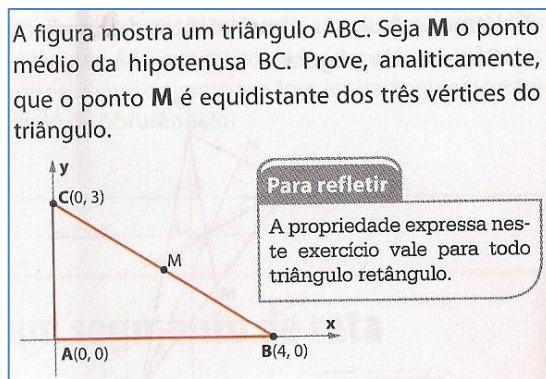 A figura mostra um triângulo ABC. Seja M o ponto
médio da hipotenusa BC. Prove, analiticamente,
que o ponto M é equidistante dos três vértices do
triângulo.
y
C(0, 3)
Para refletir
A propriedade expressa nes-
te exercício vale para todo
triângulo retângulo.
M
x
A(0, 0)
B(4, 0)